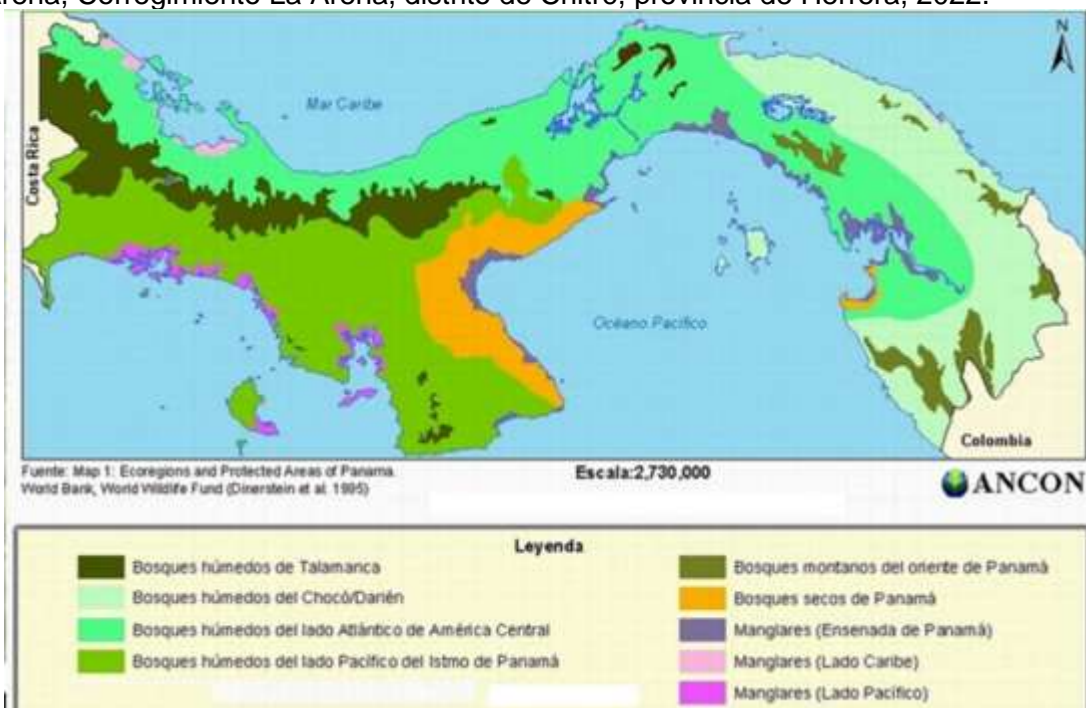 Arena, Corregimiento La Arena, distrito de Chitré, provincia de Herrera, 2022.
N
Mar Caribe
Costa Rica
Océano Pacífico
Colombia
Fuente: Map 1: Ecoregions and Protected Areas of Panama.
World Bank, World Wildlife Fund (Dinerstein et al. 1995)
Escala:2,730,000
ANCON
Leyenda
Bosques húmedos de Talamanca
Bosques húmedos del Chocó/Darién
Bosques húmedos del lado Atlántico de América Central
Bosques húmedos del lado Pacífico del Istmo de Panamá
Bosques montanos del oriente de Panamá
Bosques secos de Panamá
Manglares (Ensenada de Panamá)
Manglares (Lado Caribe)
Manglares (Lado Pacífico)